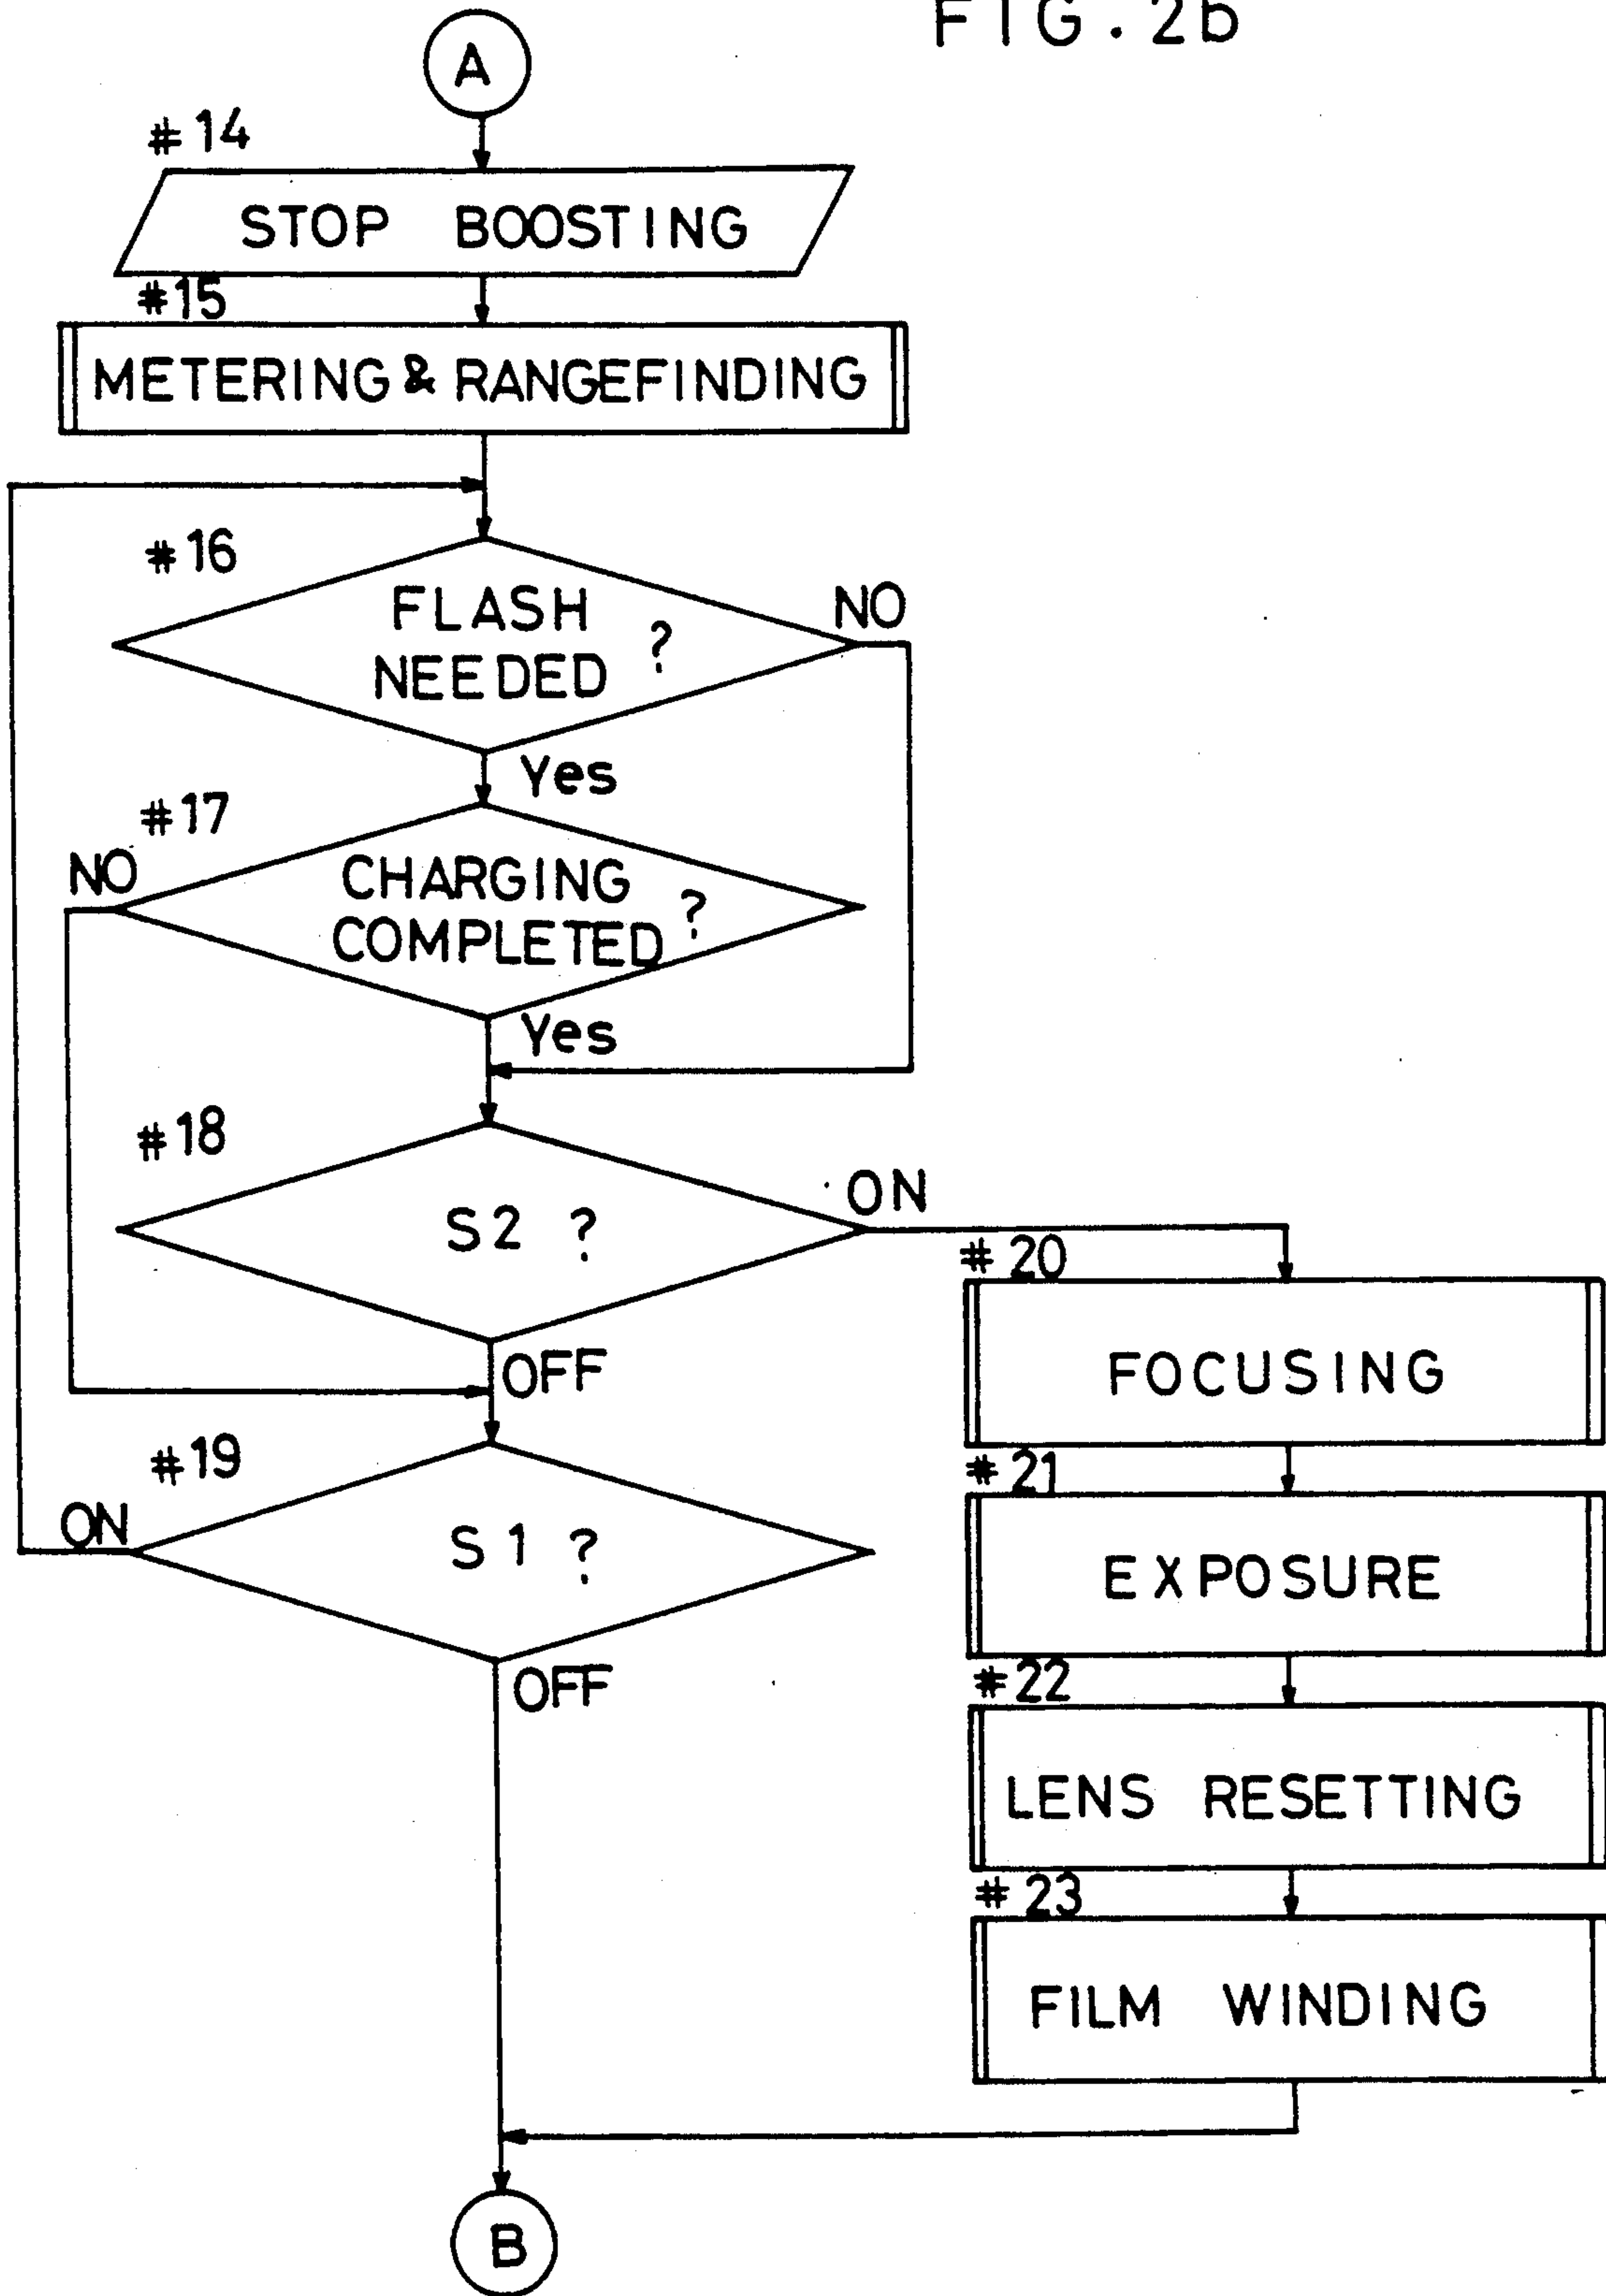 FIG.2b
A
#14
STOP BOOSTING
#15
METERING & RANGEFINDING
#16
FLASH
NEEDED ?
NO
Yes
#17
NO
CHARGING
COMPLETED ?
Yes
#18
S2 ?
ON
OFF
#19
ON
S1 ?
OFF
#20
FOCUSING
#21
EXPOSURE
#22
LENS RESETTING
#23
FILM WINDING
B